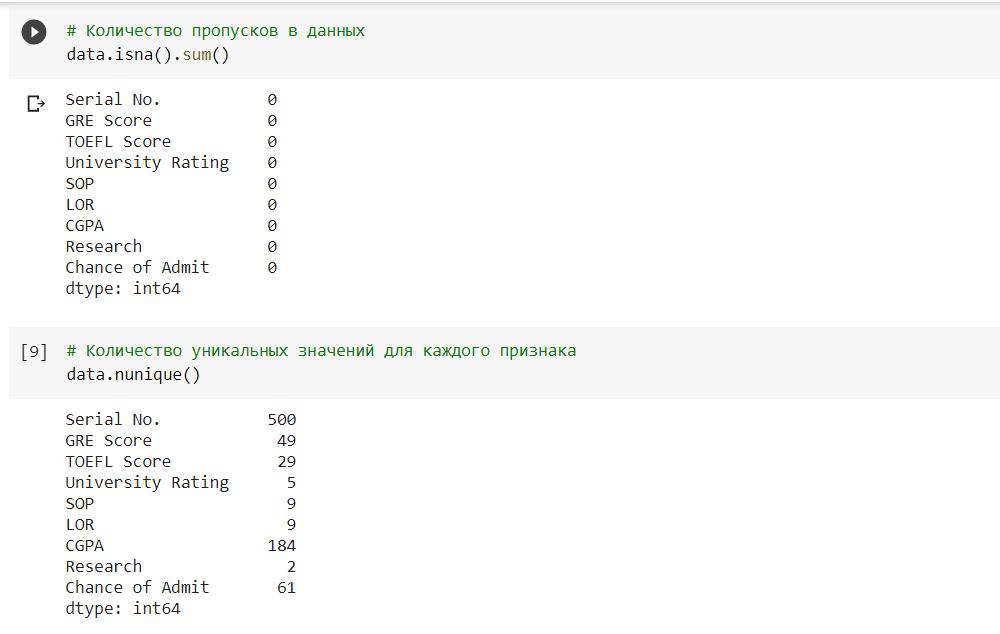 # Количество пропусков в данных
data.isna().sum()
Serial No. 0
GRE Score 0
TOEFL Score 0
University Rating 0
SOP 0
LOR 0
CGPA 0
Research 0
Chance of Admit 0
dtype: int64
[9] # Количество уникальных значений для каждого признака
data.nunique()
Serial No. 500
GRE Score 49
TOEFL Score 29
University Rating 5
SOP 9
LOR 9
CGPA 184
Research 2
Chance of Admit 61
dtype: int64